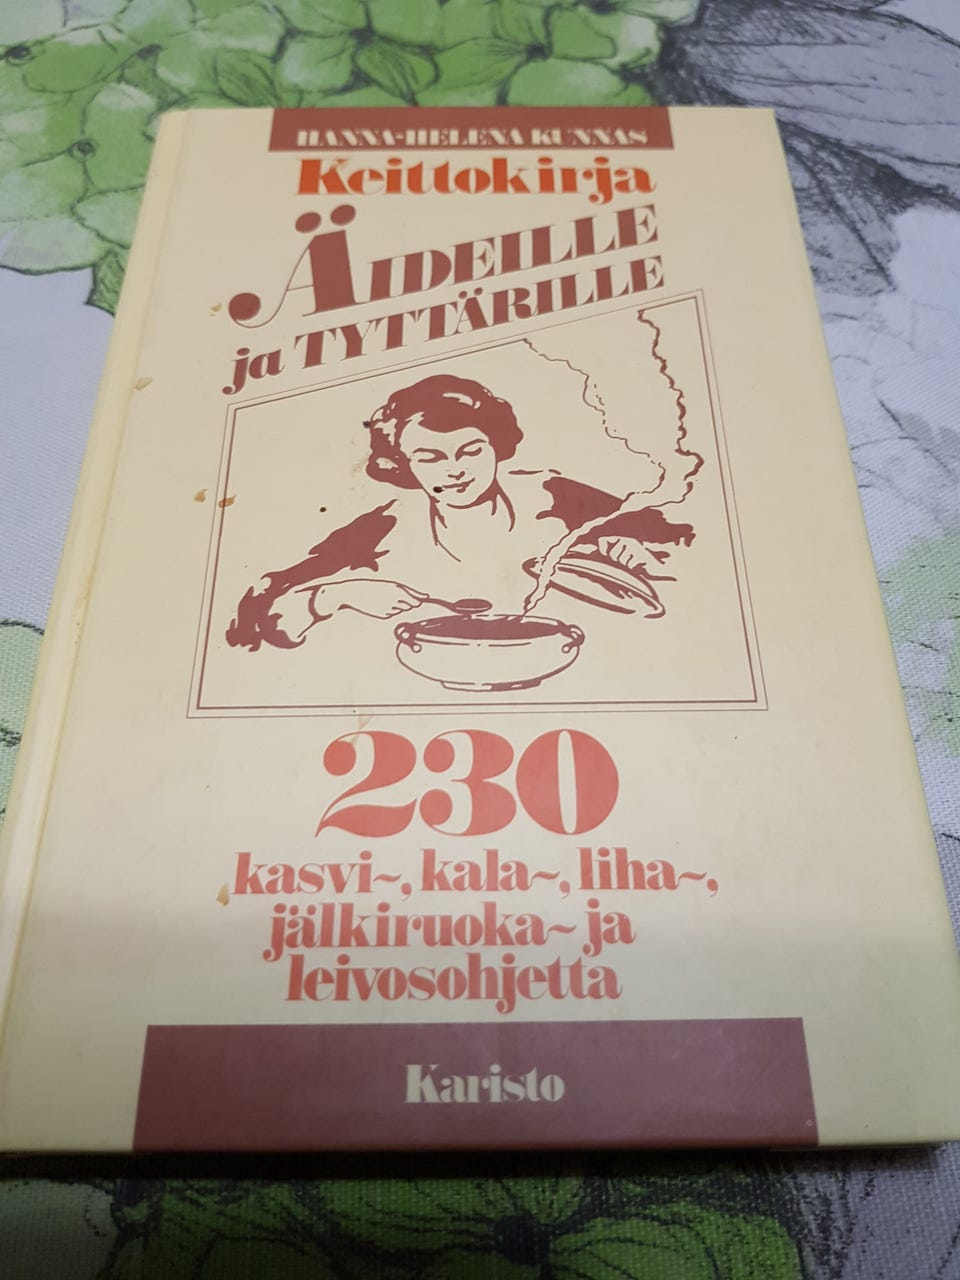 HANNA-HELENA KUNNAS
Keittokirja
ÄIDEILLE
ja TYTTÄRILLE
230
kasvi~, kala~, liha~,
jälkiruoka~ ja
leivosohjetta
Karisto